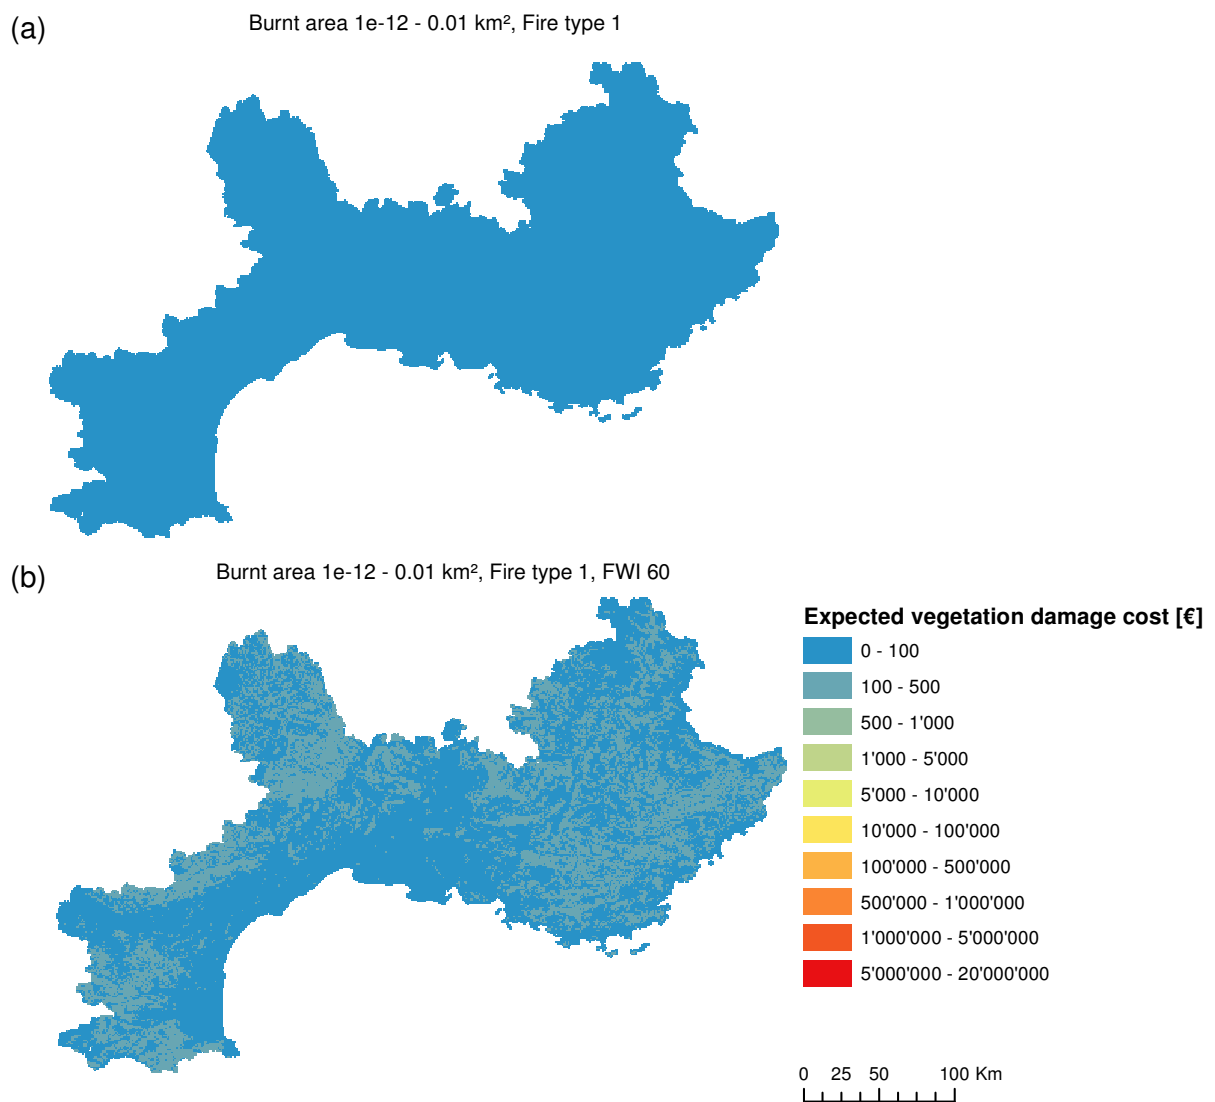 (a)
Burnt area 1e-12 - 0.01 km², Fire type 1
(b)
Burnt area 1e-12 - 0.01 km², Fire type 1, FWI 60
Expected vegetation damage cost [€]
0 - 100
100 - 500
500 - 1'000
1'000 - 5'000
5'000 - 10'000
10'000 - 100'000
100'000 - 500'000
500'000 - 1'000'000
1'000'000 - 5'000'000
5'000'000 - 20'000'000
0 25 50 100 Km